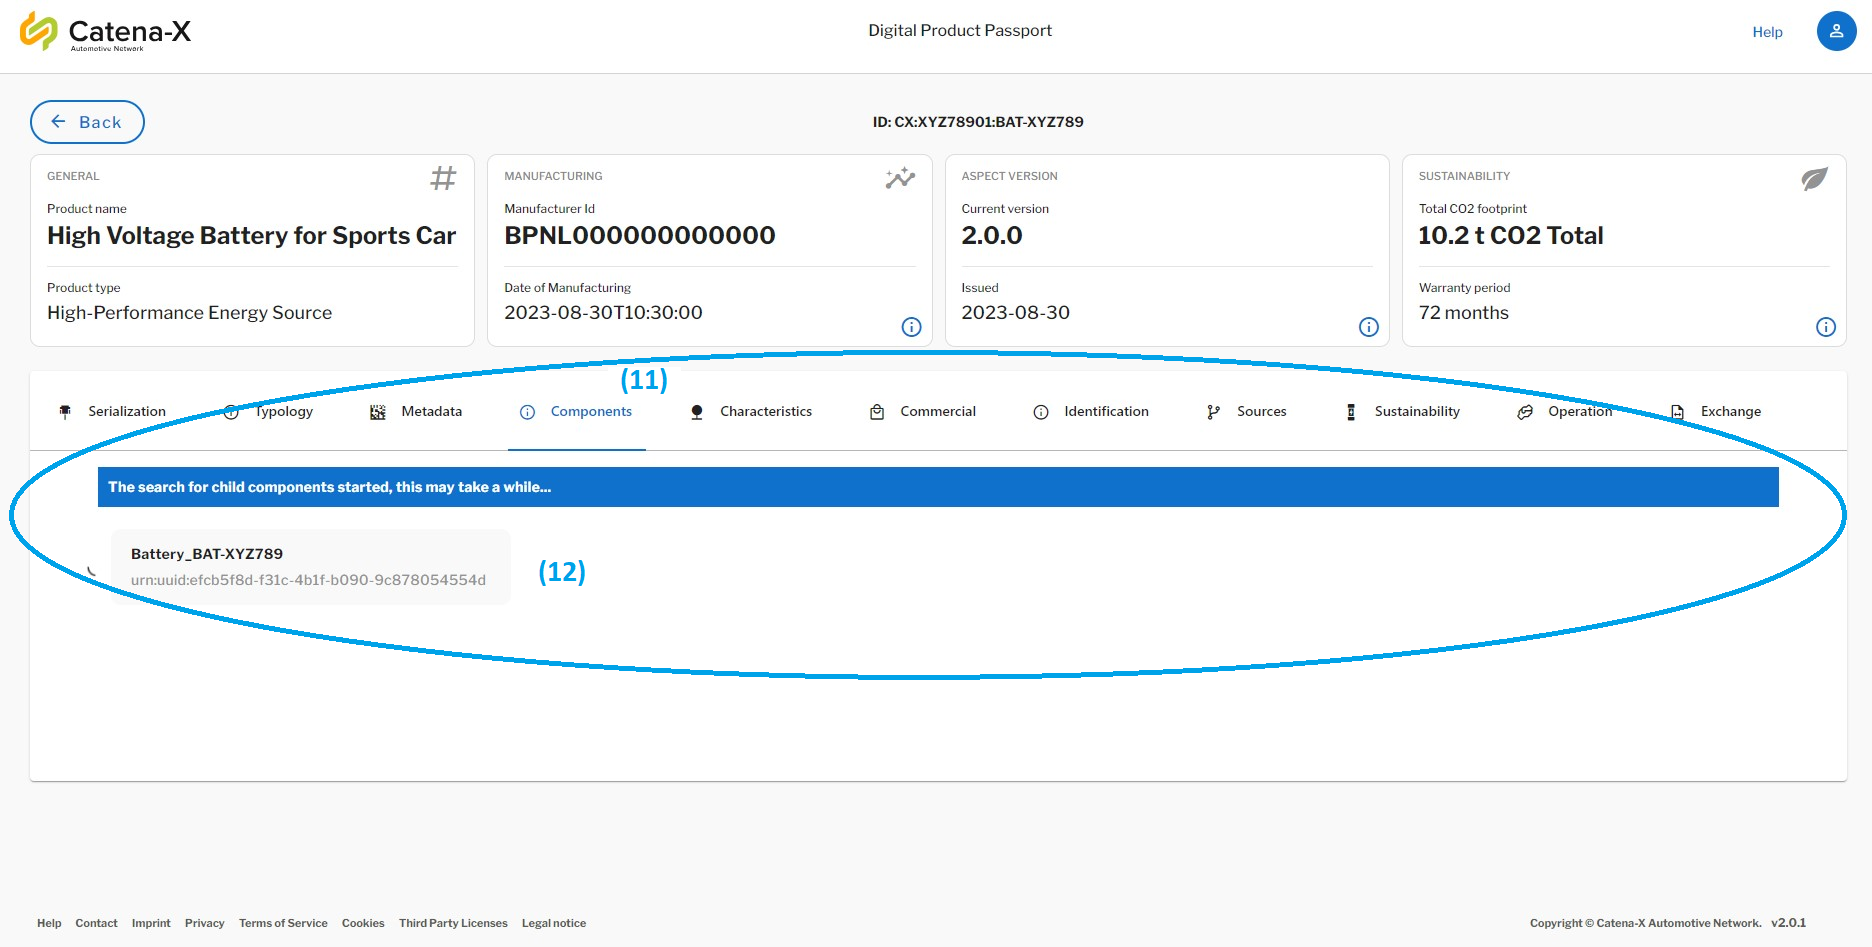 Catena-X
Automotive Network
Digital Product Passport
Help
Back
ID: CX:XYZ78901:BAT-XYZ789
GENERAL
Product name
High Voltage Battery for Sports Car
Product type
High-Performance Energy Source
MANUFACTURING
Manufacturer Id
BPNL000000000000
Date of Manufacturing
2023-08-30T10:30:00
ASPECT VERSION
Current version
2.0.0
Issued
2023-08-30
SUSTAINABILITY
Total CO2 footprint
10.2 t CO2 Total
Warranty period
72 months
(11)
Serialization Typology Metadata Components Characteristics Commercial Identification Sources Sustainability Operation Exchange
The search for child components started, this may take a while...
Battery_BAT-XYZ789
urn:uuid:efcb5f8d-f31c-4b1f-b090-9c878054554d
(12)
Help Contact Imprint Privacy Terms of Service Cookies Third Party Licenses Legal notice
Copyright © Catena-X Automotive Network. v2.0.1